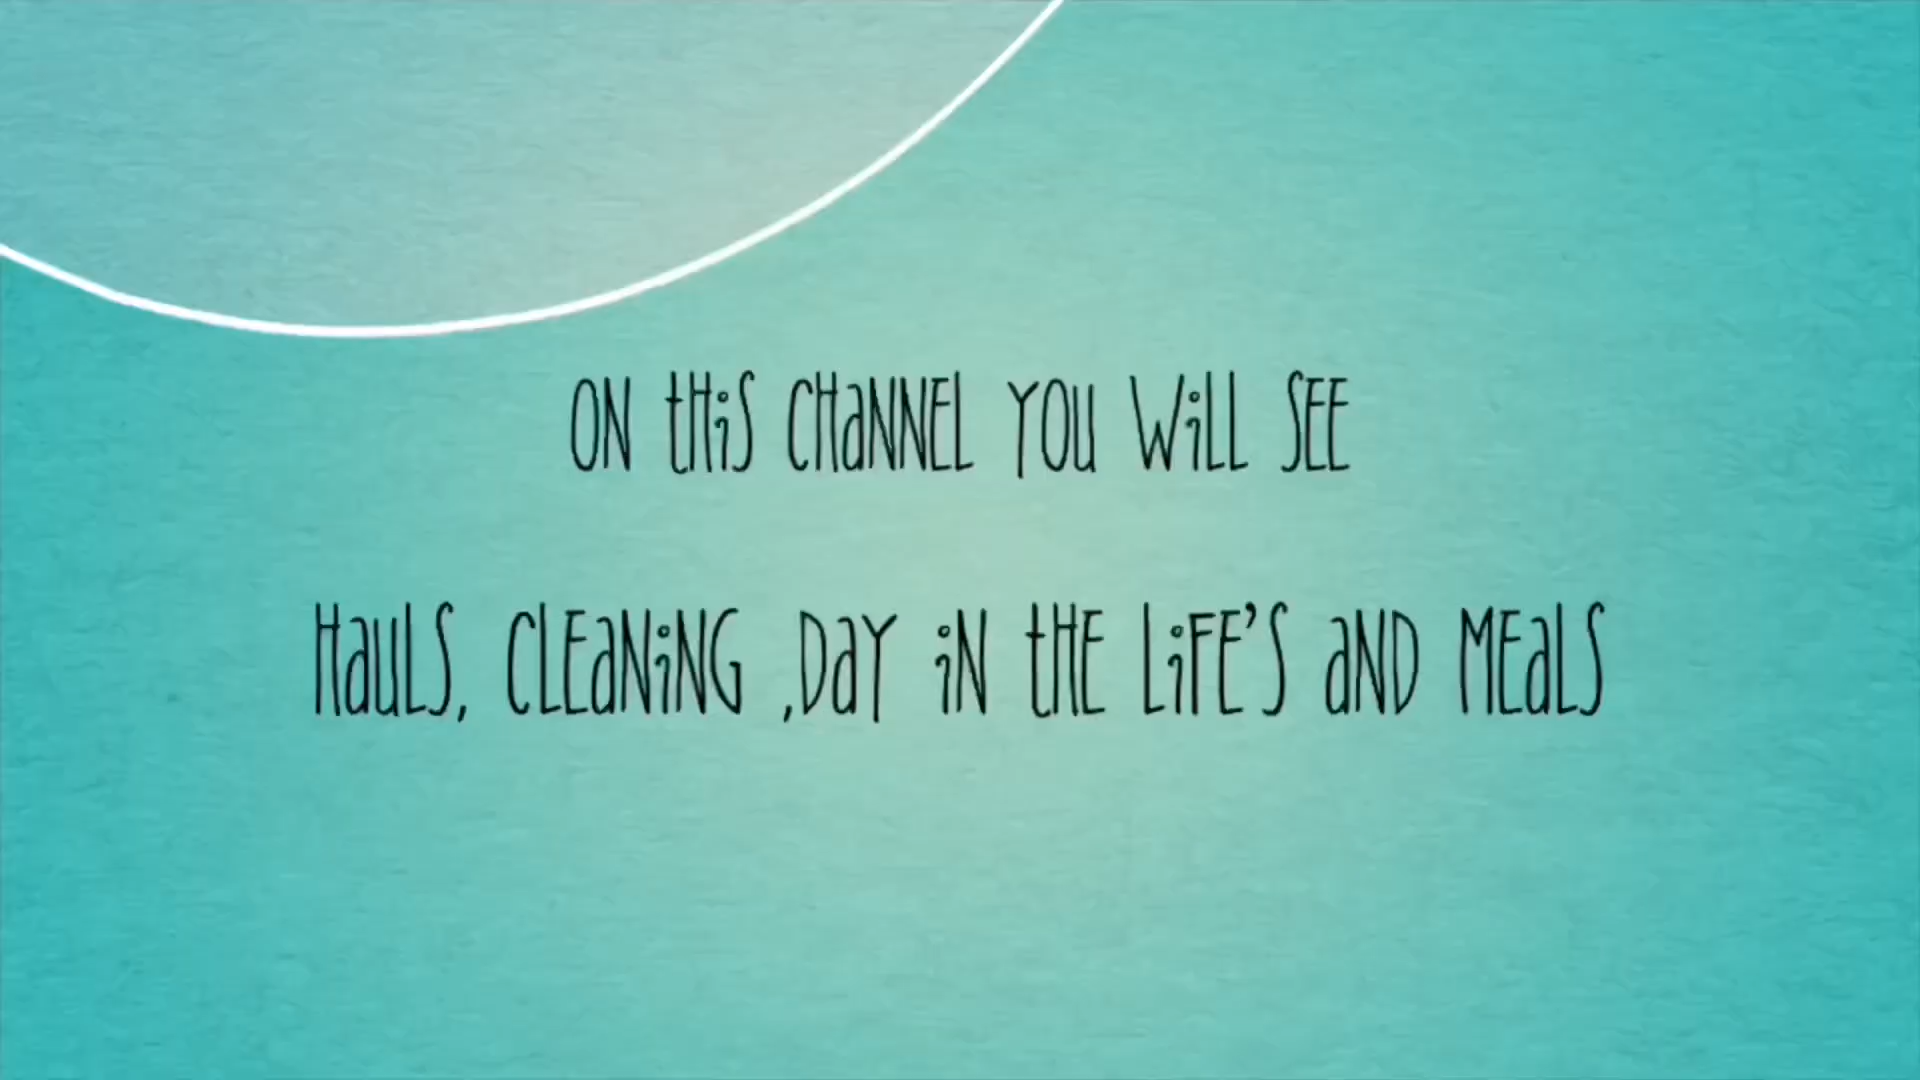 ON tHiS CHaNNEL YOU WiLL SEE
HauLS, CLEaNiNG ,DaY iN tHE LiFE'S aND MEaLS